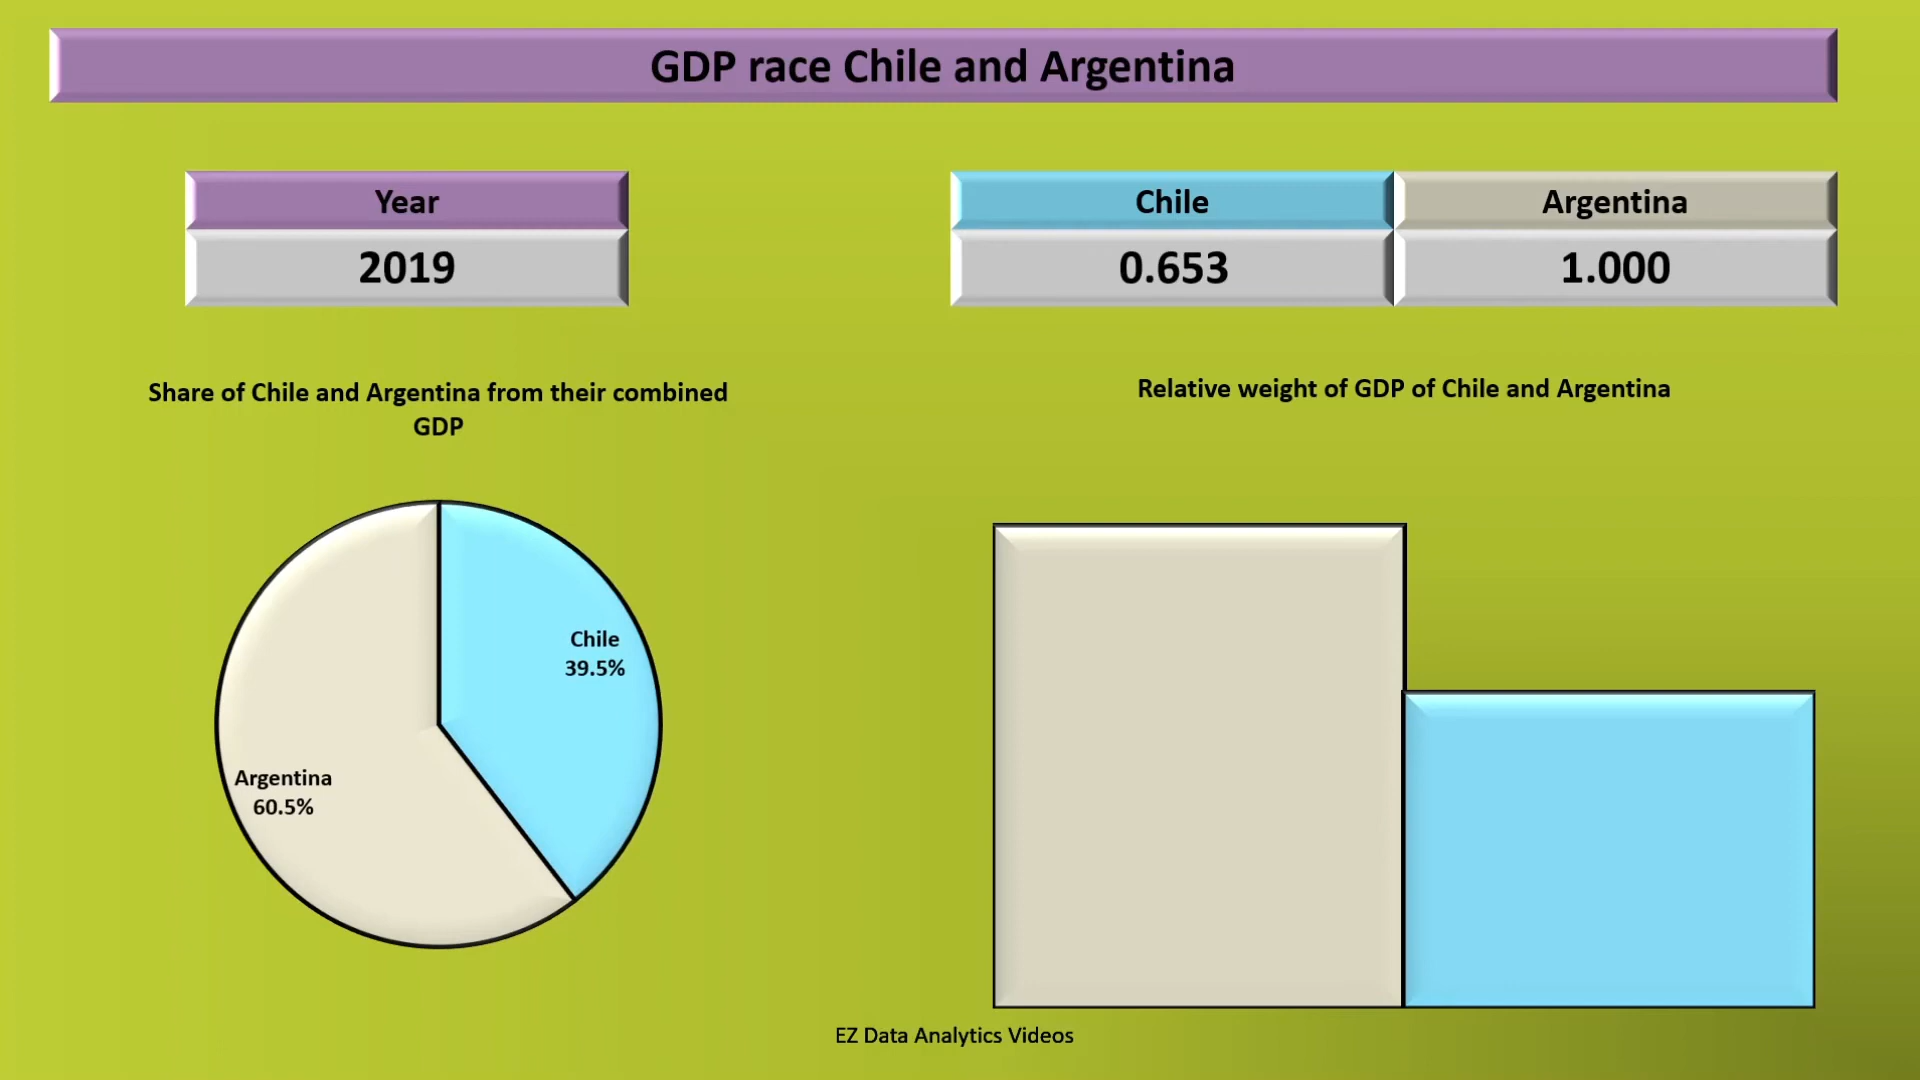 GDP race Chile and Argentina
Year
2019
Chile
Argentina
0.653
1.000
Share of Chile and Argentina from their combined
GDP
Relative weight of GDP of Chile and Argentina
Chile
39.5%
Argentina
60.5%
EZ Data Analytics Videos